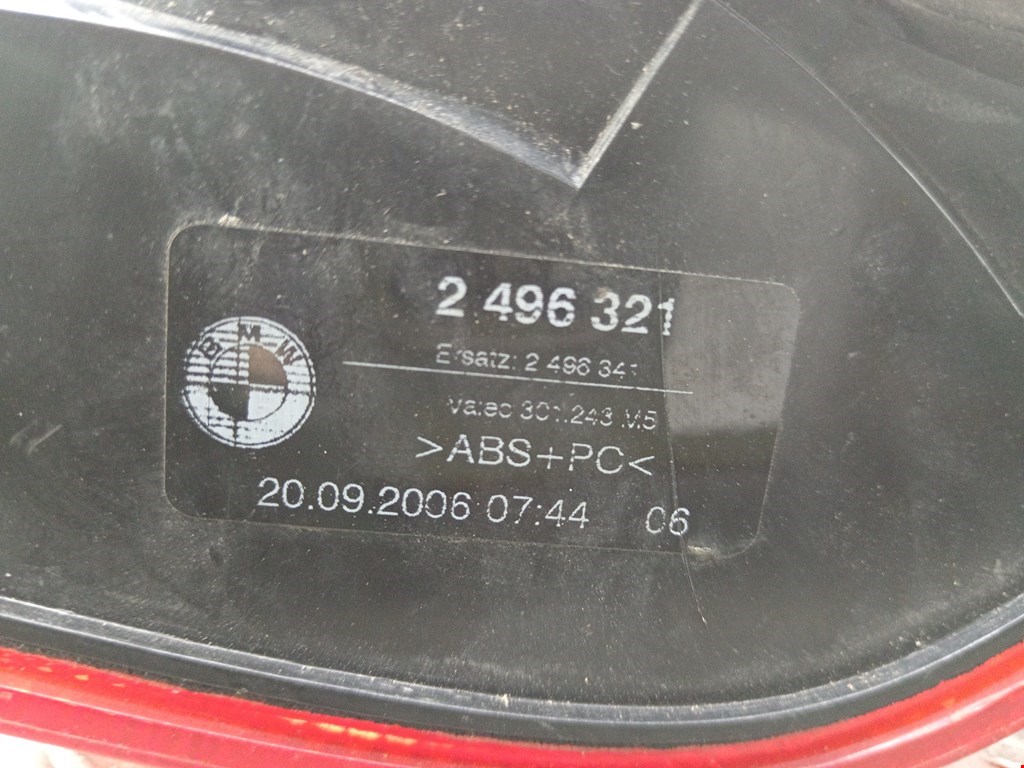 BMW
2 496 321
Ersatz: 2 496 341
Valeo 301.243 M5
>ABS+PC<
20.09.2006 07:44 06